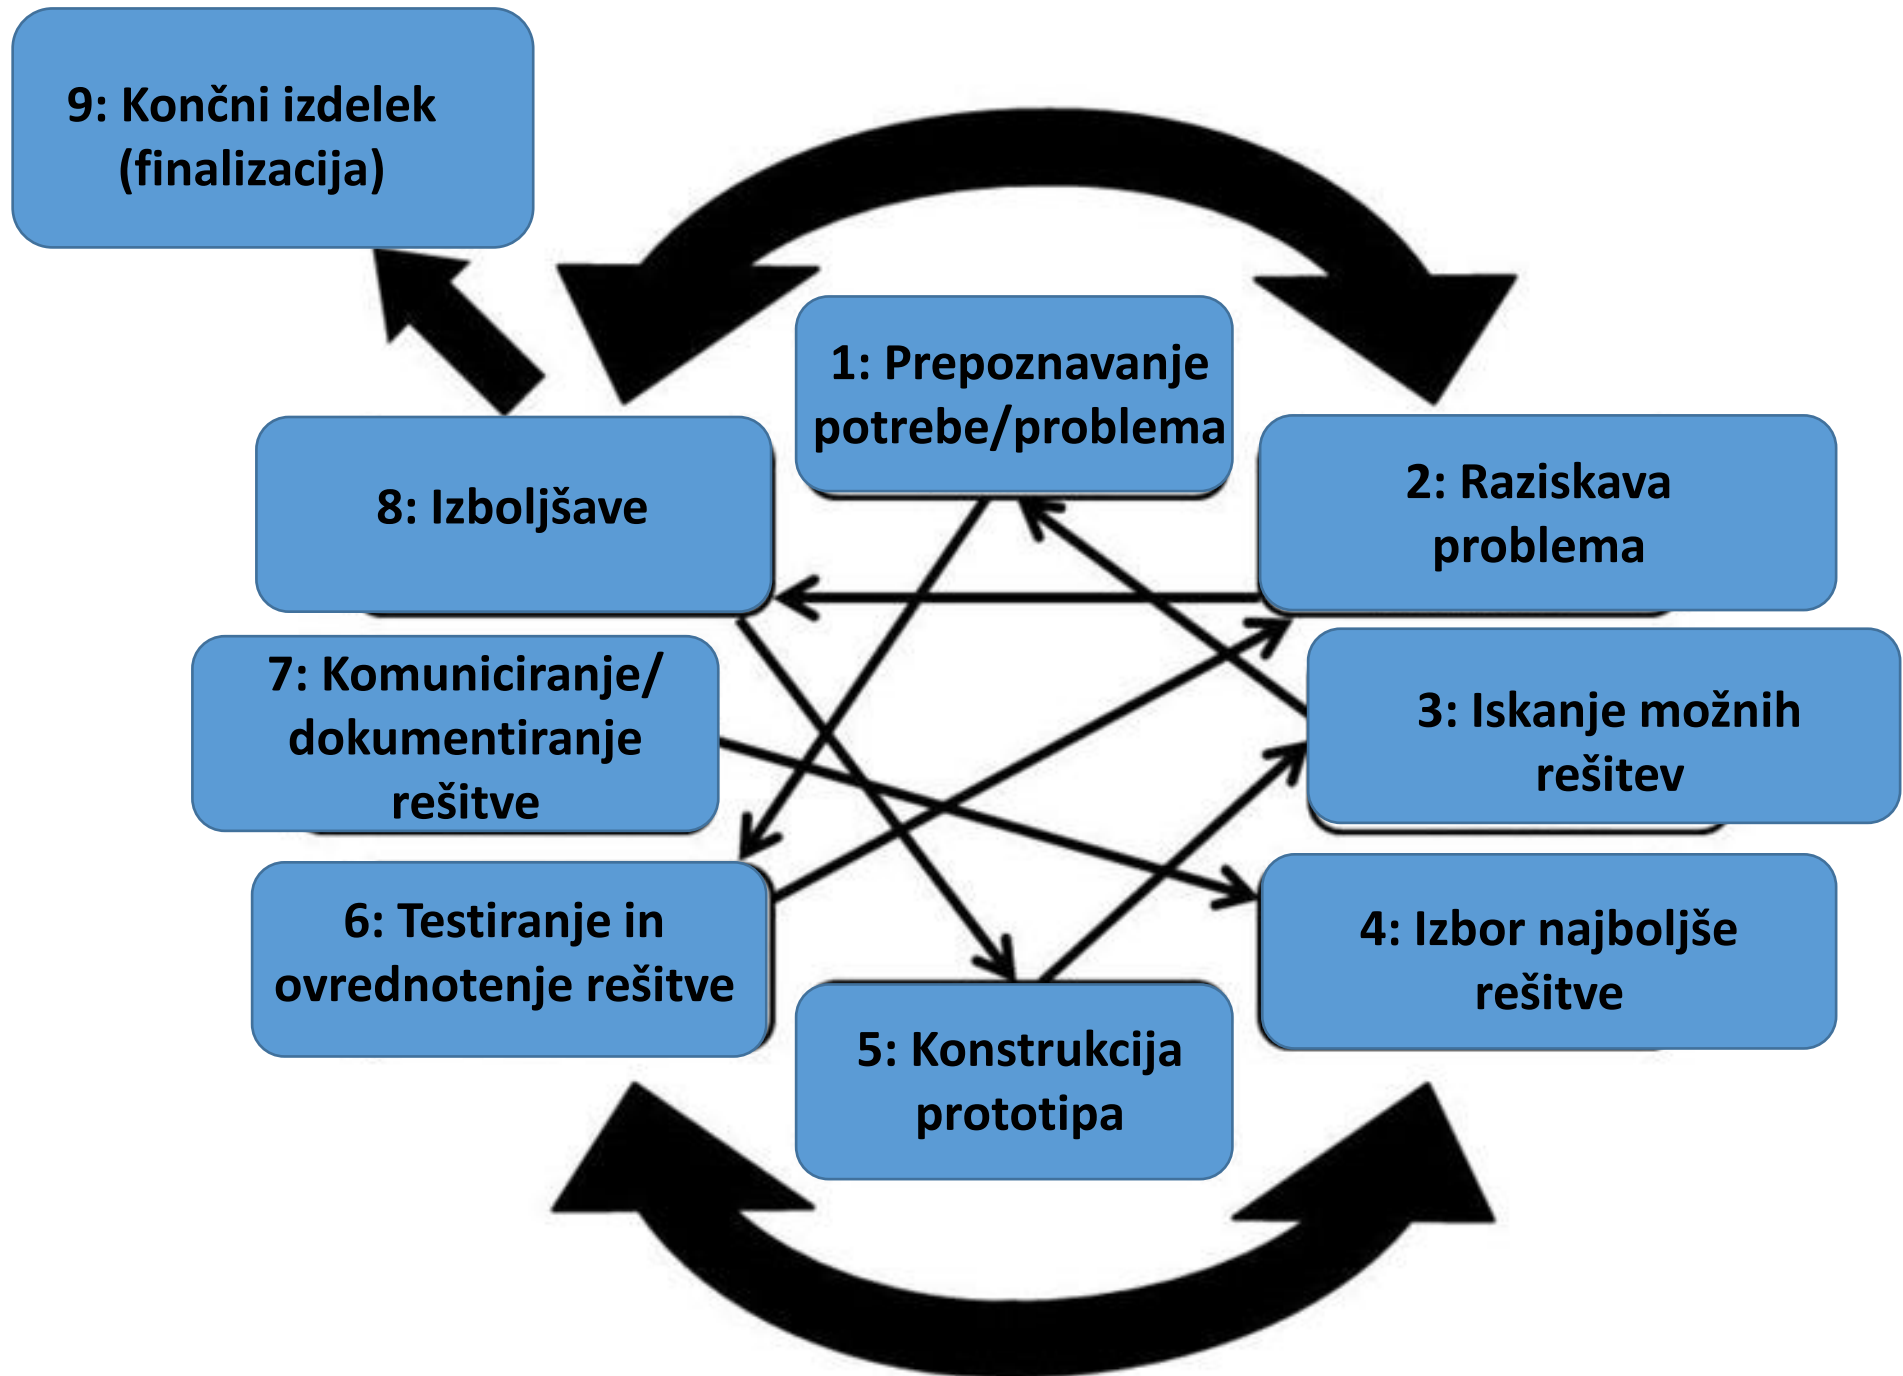 9: Končni izdelek
(finalizacija)
1: Prepoznavanje
potrebe/problema
2: Raziskava
problema
3: Iskanje možnih
rešitev
4: Izbor najboljše
rešitve
5: Konstrukcija
prototipa
6: Testiranje in
ovrednotenje rešitve
7: Komuniciranje/
dokumentiranje
rešitve
8: Izboljšave